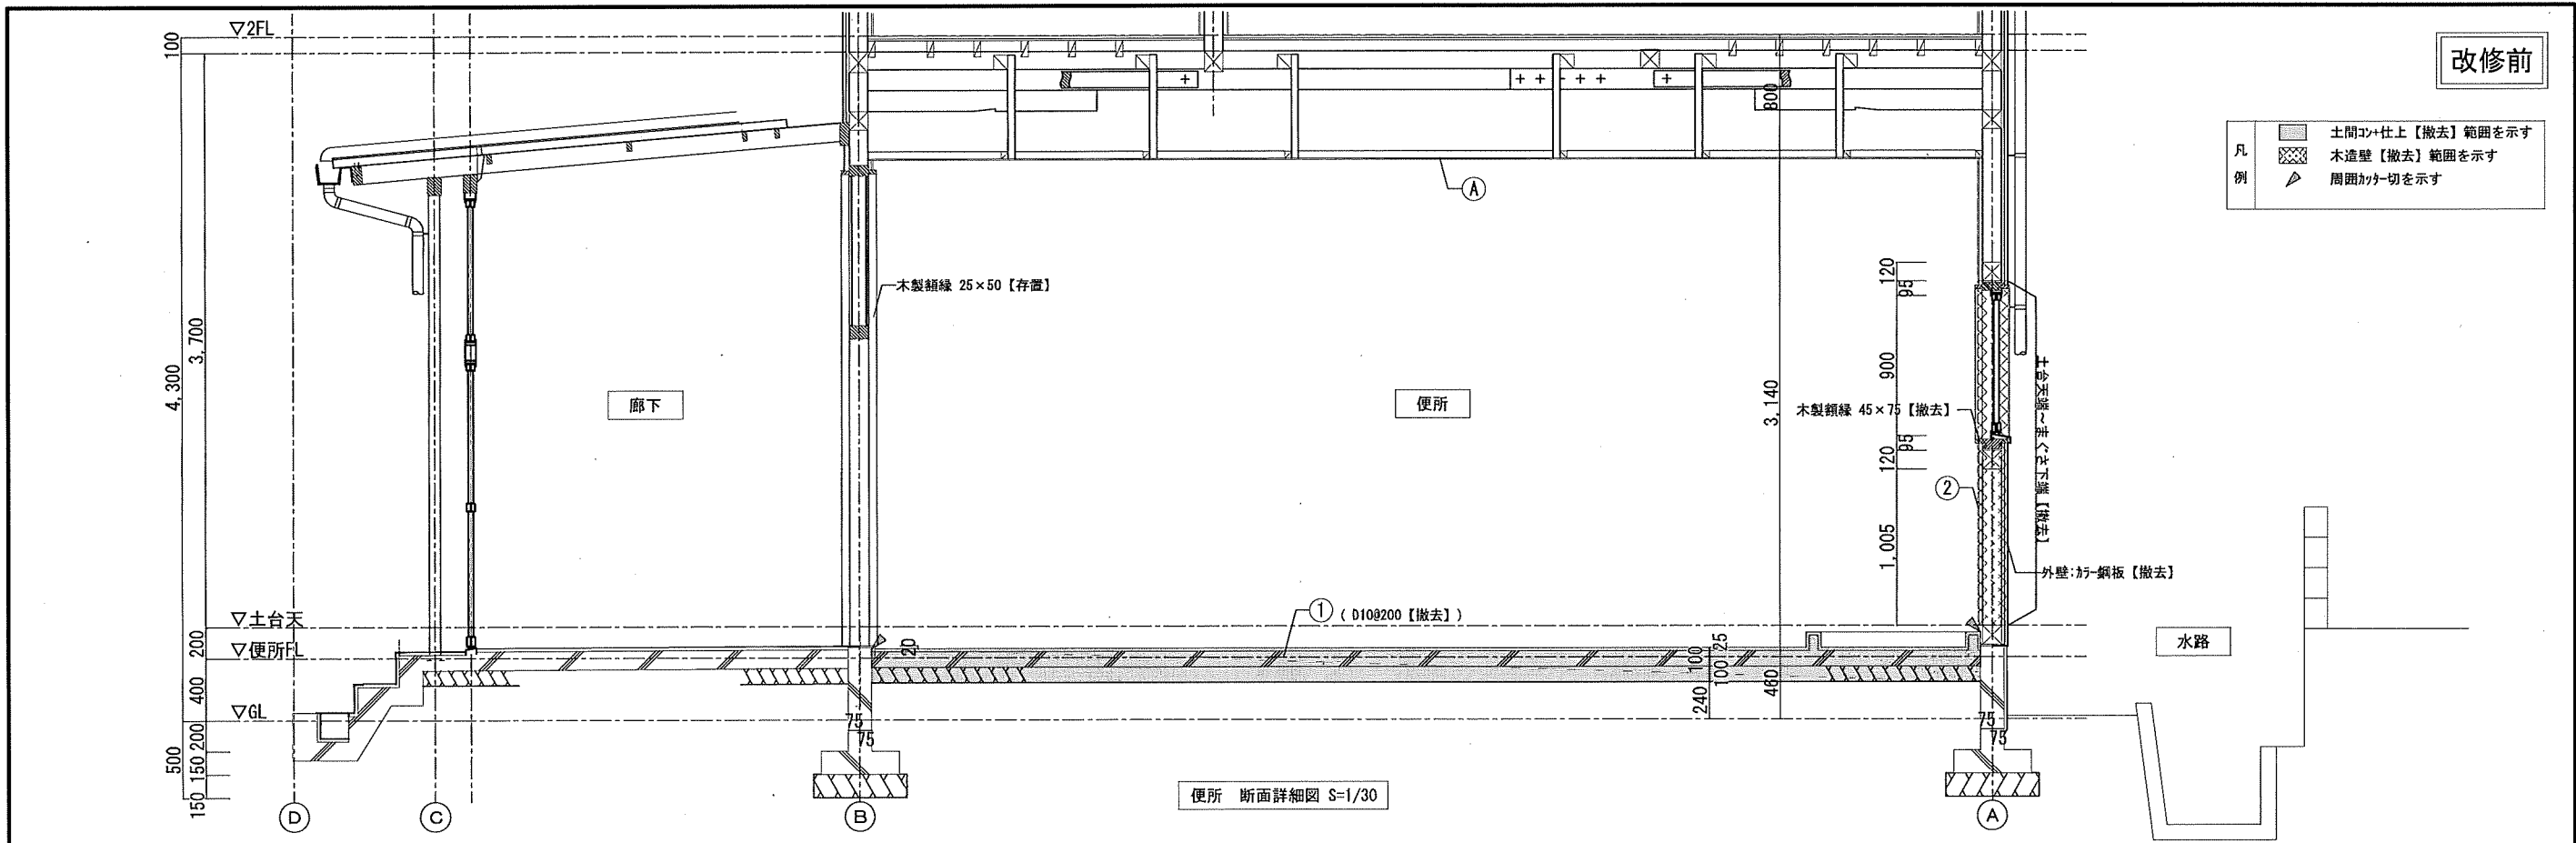 改修前
凡例
土間コン+仕上【撤去】範囲を示す
木造壁【撤去】範囲を示す
周囲カッター切を示す
▽2FL
100
800
Ⓐ
木製額縁 25×50【存置】
120
95
3,700
4,300
900
廊下
便所
3,140
木製額縁 45×75【撤去】
95
120
土台天端~まぐさ下端【撤去】
②
1,005
外壁;カラー鋼板【撤去】
① ( D10@200【撤去】)
▽土台天
200
▽便所FL
20
25
100
100
水路
400
240
460
▽GL
75
75
75
75
500
200
150
150
便所 断面詳細図 S=1/30
Ⓓ
Ⓒ
Ⓑ
Ⓐ